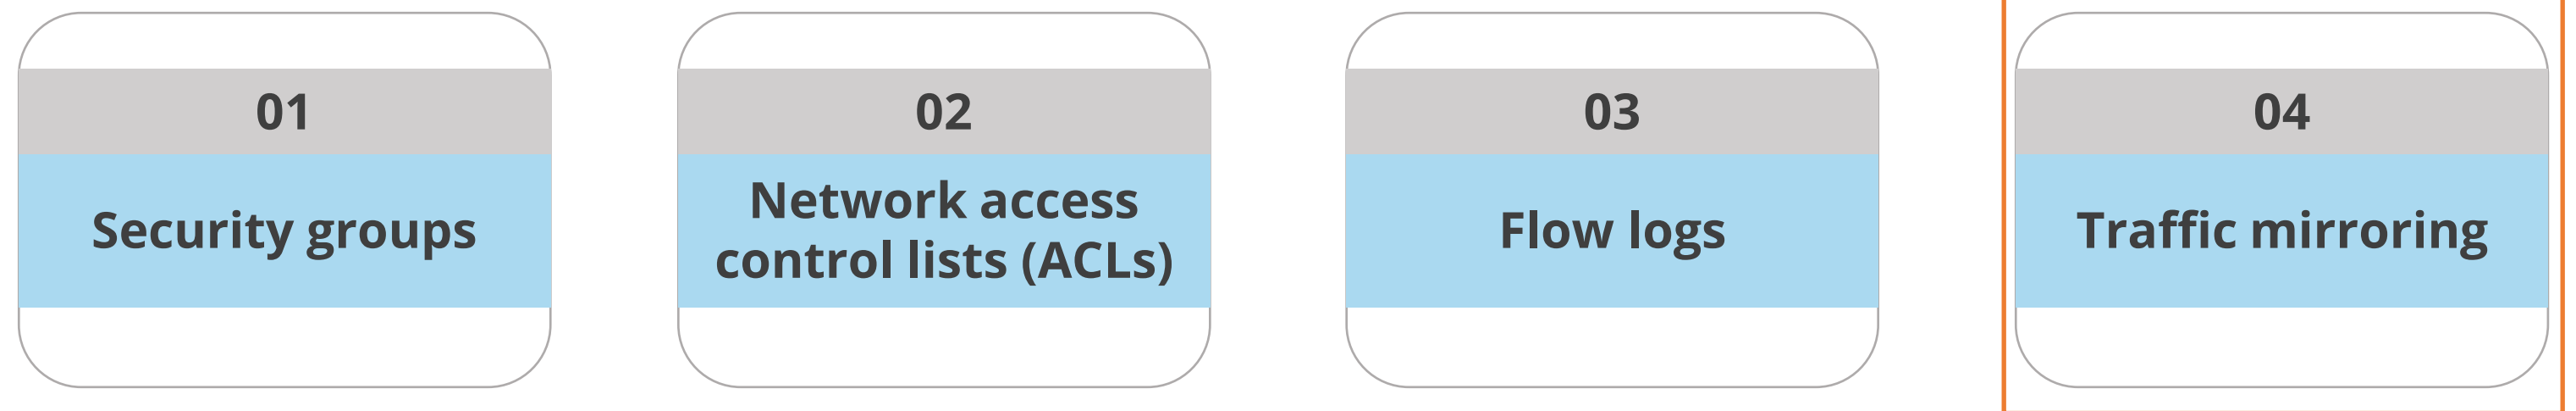 01
Security groups
02
Network access
control lists (ACLs)
03
Flow logs
04
Traffic mirroring